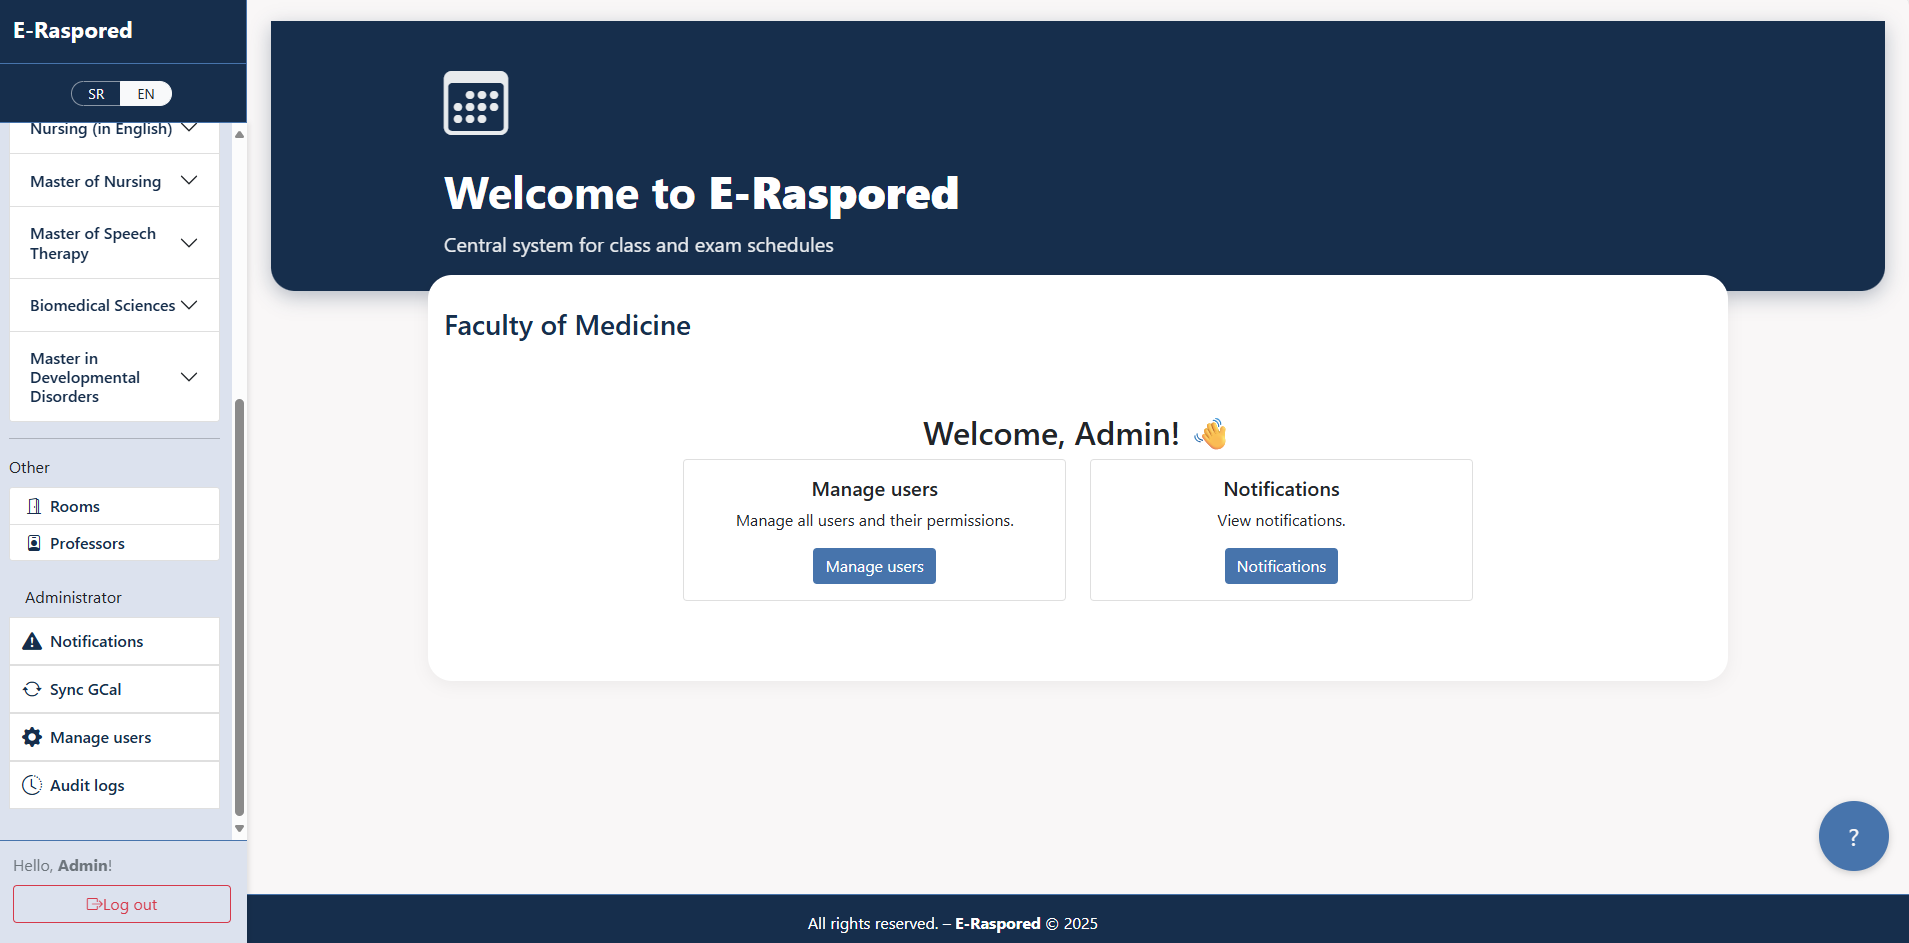 E-Raspored
SR EN
Nursing (in English)
Master of Nursing
Master of Speech
Therapy
Biomedical Sciences
Master in
Developmental
Disorders
Other
Rooms
Professors
Administrator
Notifications
Sync GCal
Manage users
Audit logs
Hello, Admin!
Log out
Welcome to E-Raspored
Central system for class and exam schedules
Faculty of Medicine
Welcome, Admin! 👋
Manage users
Manage all users and their permissions.
Manage users
Notifications
View notifications.
Notifications
?
All rights reserved. – E-Raspored © 2025